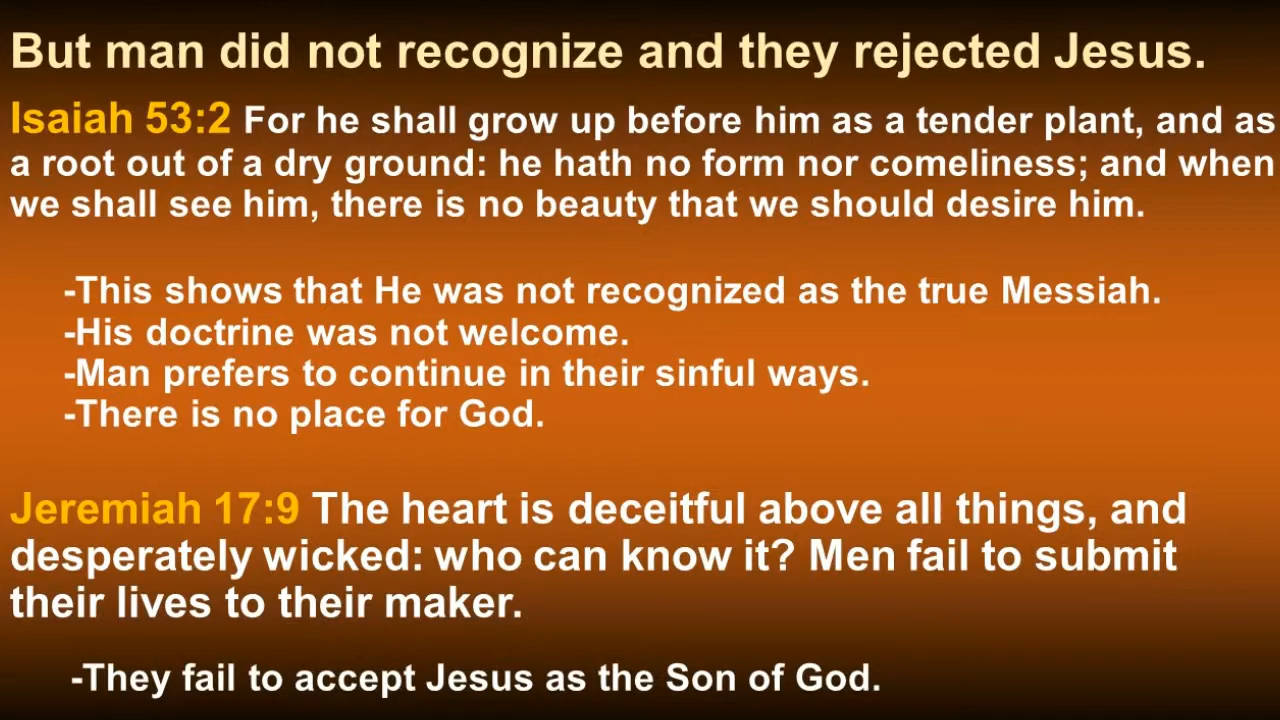 But man did not recognize and they rejected Jesus.
Isaiah 53:2 For he shall grow up before him as a tender plant, and as
a root out of a dry ground: he hath no form nor comeliness; and when
we shall see him, there is no beauty that we should desire him.
-This shows that He was not recognized as the true Messiah.
-His doctrine was not welcome.
-Man prefers to continue in their sinful ways.
-There is no place for God.
Jeremiah 17:9 The heart is deceitful above all things, and
desperately wicked: who can know it? Men fail to submit
their lives to their maker.
-They fail to accept Jesus as the Son of God.